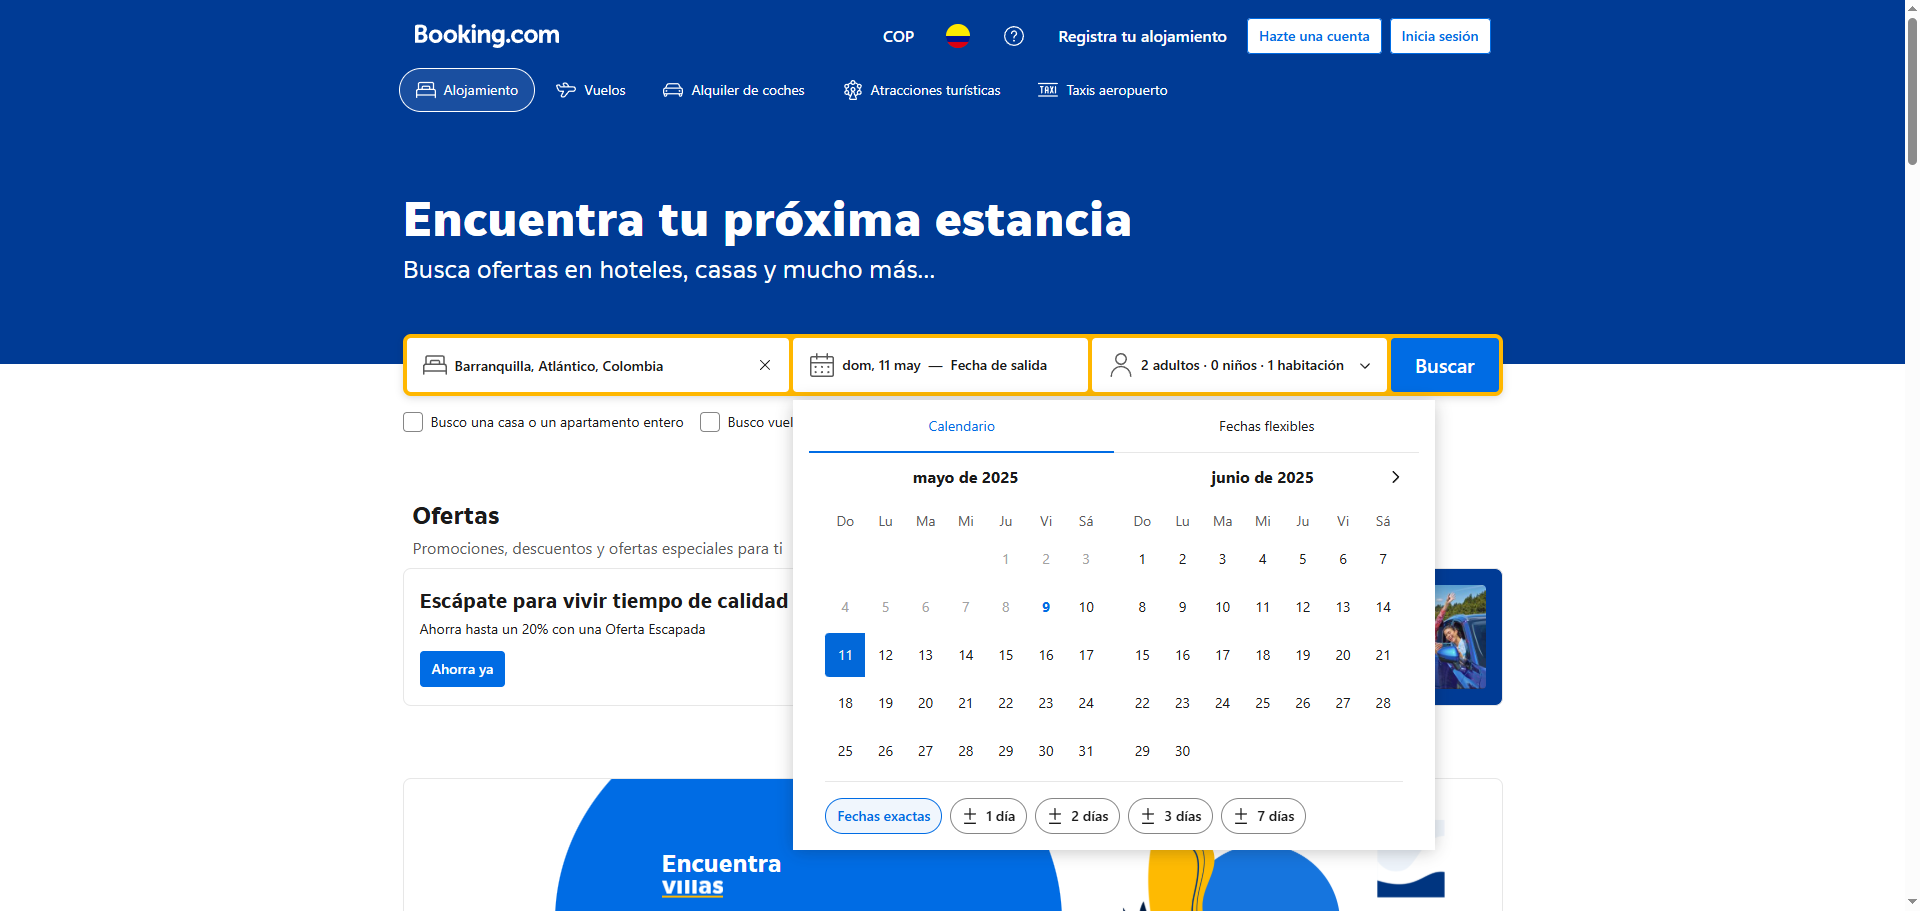 Booking.com
COP
Registra tu alojamiento
Hazte una cuenta
Inicia sesión
Alojamiento
Vuelos
Alquiler de coches
Atracciones turísticas
TAXI
Taxis aeropuerto
Encuentra tu próxima estancia
Busca ofertas en hoteles, casas y mucho más...
Barranquilla, Atlántico, Colombia
dom, 11 may — Fecha de salida
2 adultos · 0 niños · 1 habitación
Buscar
Busco una casa o un apartamento entero
Busco vuel
Calendario
Fechas flexibles
mayo de 2025
Do Lu Ma Mi Ju Vi Sá
1 2 3
4 5 6 7 8 9 10
11 12 13 14 15 16 17
18 19 20 21 22 23 24
25 26 27 28 29 30 31
junio de 2025
Do Lu Ma Mi Ju Vi Sá
1 2 3 4 5 6 7
8 9 10 11 12 13 14
15 16 17 18 19 20 21
22 23 24 25 26 27 28
29 30
Fechas exactas
± 1 día
± 2 días
± 3 días
± 7 días
Ofertas
Promociones, descuentos y ofertas especiales para ti
Escápate para vivir tiempo de calidad
Ahorra hasta un 20% con una Oferta Escapada
Ahorra ya
Encuentra
villas